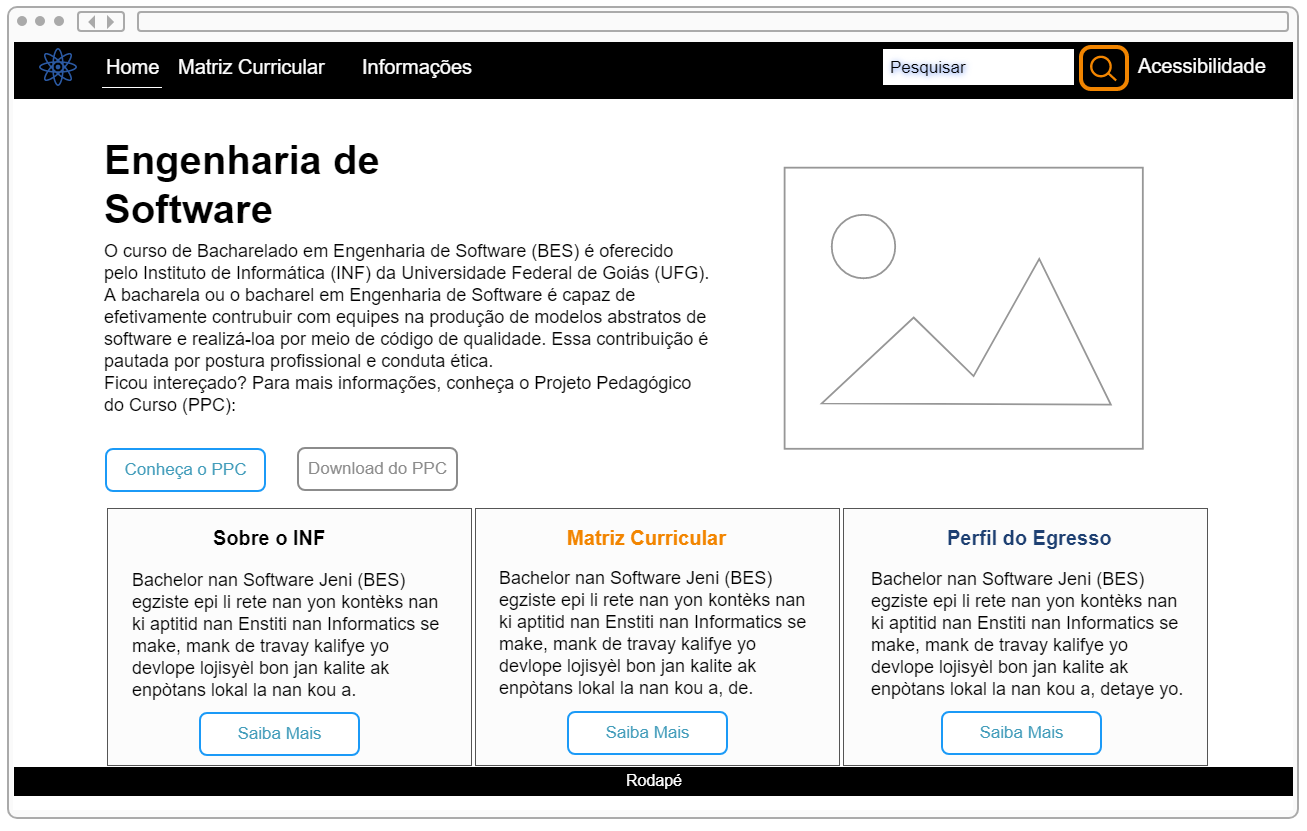 Home Matriz Curricular Informações Pesquisar Acessibilidade
Engenharia de
Software
O curso de Bacharelado em Engenharia de Software (BES) é oferecido
pelo Instituto de Informática (INF) da Universidade Federal de Goiás (UFG).
A bacharela ou o bacharel em Engenharia de Software é capaz de
efetivamente contrubuir com equipes na produção de modelos abstratos de
software e realizá-loa por meio de código de qualidade. Essa contribuição é
pautada por postura profissional e conduta ética.
Ficou intereçado? Para mais informações, conheça o Projeto Pedagógico
do Curso (PPC):
Conheça o PPC Download do PPC
Sobre o INF
Bachelor nan Software Jeni (BES)
egziste epi li rete nan yon kontèks nan
ki aptitid nan Enstiti nan Informatics se
make, mank de travay kalifye yo
devlope lojisyèl bon jan kalite ak
enpòtans lokal la nan kou a.
Saiba Mais
Matriz Curricular
Bachelor nan Software Jeni (BES)
egziste epi li rete nan yon kontèks nan
ki aptitid nan Enstiti nan Informatics se
make, mank de travay kalifye yo
devlope lojisyèl bon jan kalite ak
enpòtans lokal la nan kou a, de.
Saiba Mais
Perfil do Egresso
Bachelor nan Software Jeni (BES)
egziste epi li rete nan yon kontèks nan
ki aptitid nan Enstiti nan Informatics se
make, mank de travay kalifye yo
devlope lojisyèl bon jan kalite ak
enpòtans lokal la nan kou a, detaye yo.
Saiba Mais
Rodapé